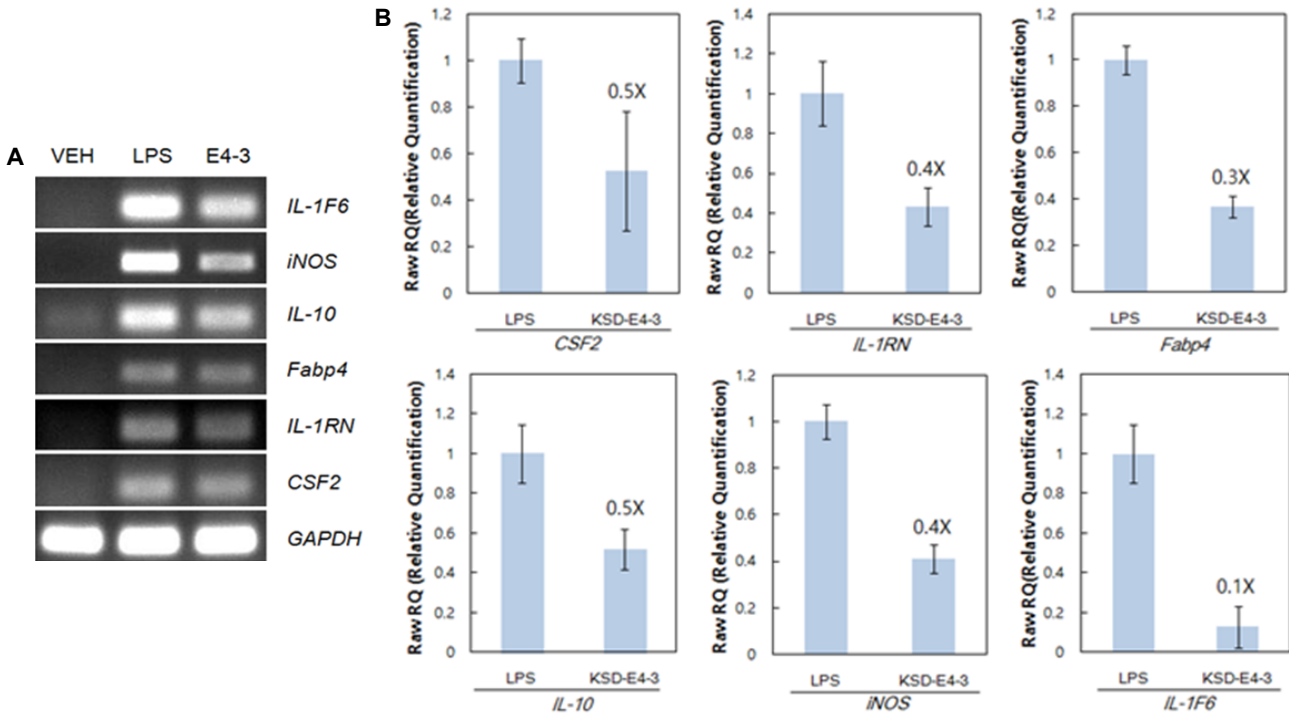 A
VEH LPS E4-3
IL-1F6
iNOS
IL-10
Fabp4
IL-1RN
CSF2
GAPDH
B
Raw RQ(Relative Quantification)
1.2
1
0.8
0.6
0.4
0.2
0
0.5X
LPS KSD-E4-3
CSF2
Raw RQ (Relative Quantification)
1.4
1.2
1
0.8
0.6
0.4
0.2
0
0.4X
LPS KSD-E4-3
IL-1RN
Raw RQ(Relative Quantification)
1.2
1
0.8
0.6
0.4
0.2
0
0.3X
LPS KSD-E4-3
Fabp4
Raw RQ (Relative Quantification)
1.4
1.2
1
0.8
0.6
0.4
0.2
0
0.5X
LPS KSD-E4-3
IL-10
Raw RQ (Relative Quantification)
1.2
1
0.8
0.6
0.4
0.2
0
0.4X
LPS KSD-E4-3
iNOS
Raw RQ(Relative Quantification)
1.4
1.2
1
0.8
0.6
0.4
0.2
0
0.1X
LPS KSD-E4-3
IL-1F6